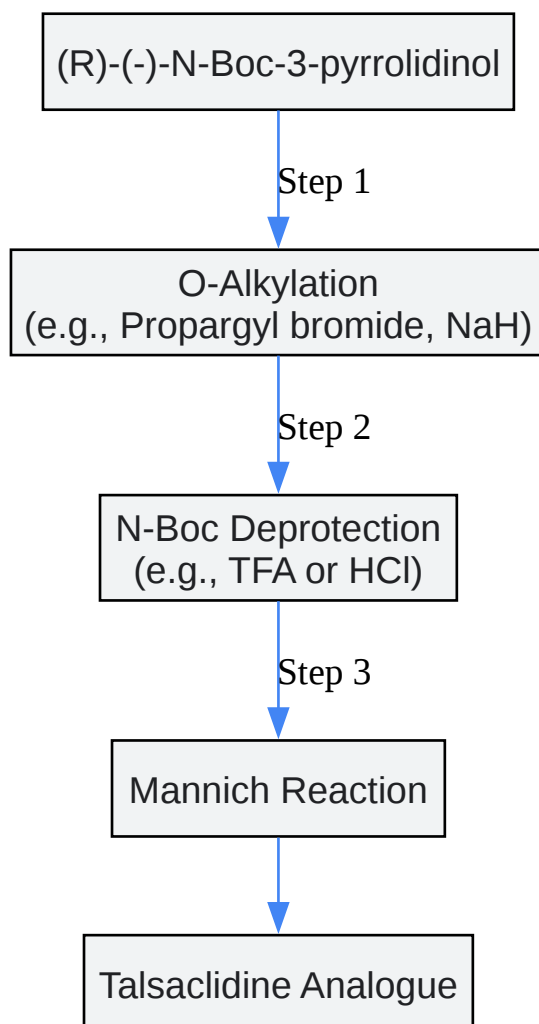 (R)-(-)-N-Boc-3-pyrrolidinol
Step 1
O-Alkylation
(e.g., Propargyl bromide, NaH)
Step 2
N-Boc Deprotection
(e.g., TFA or HCl)
Step 3
Mannich Reaction
Talsaclidine Analogue